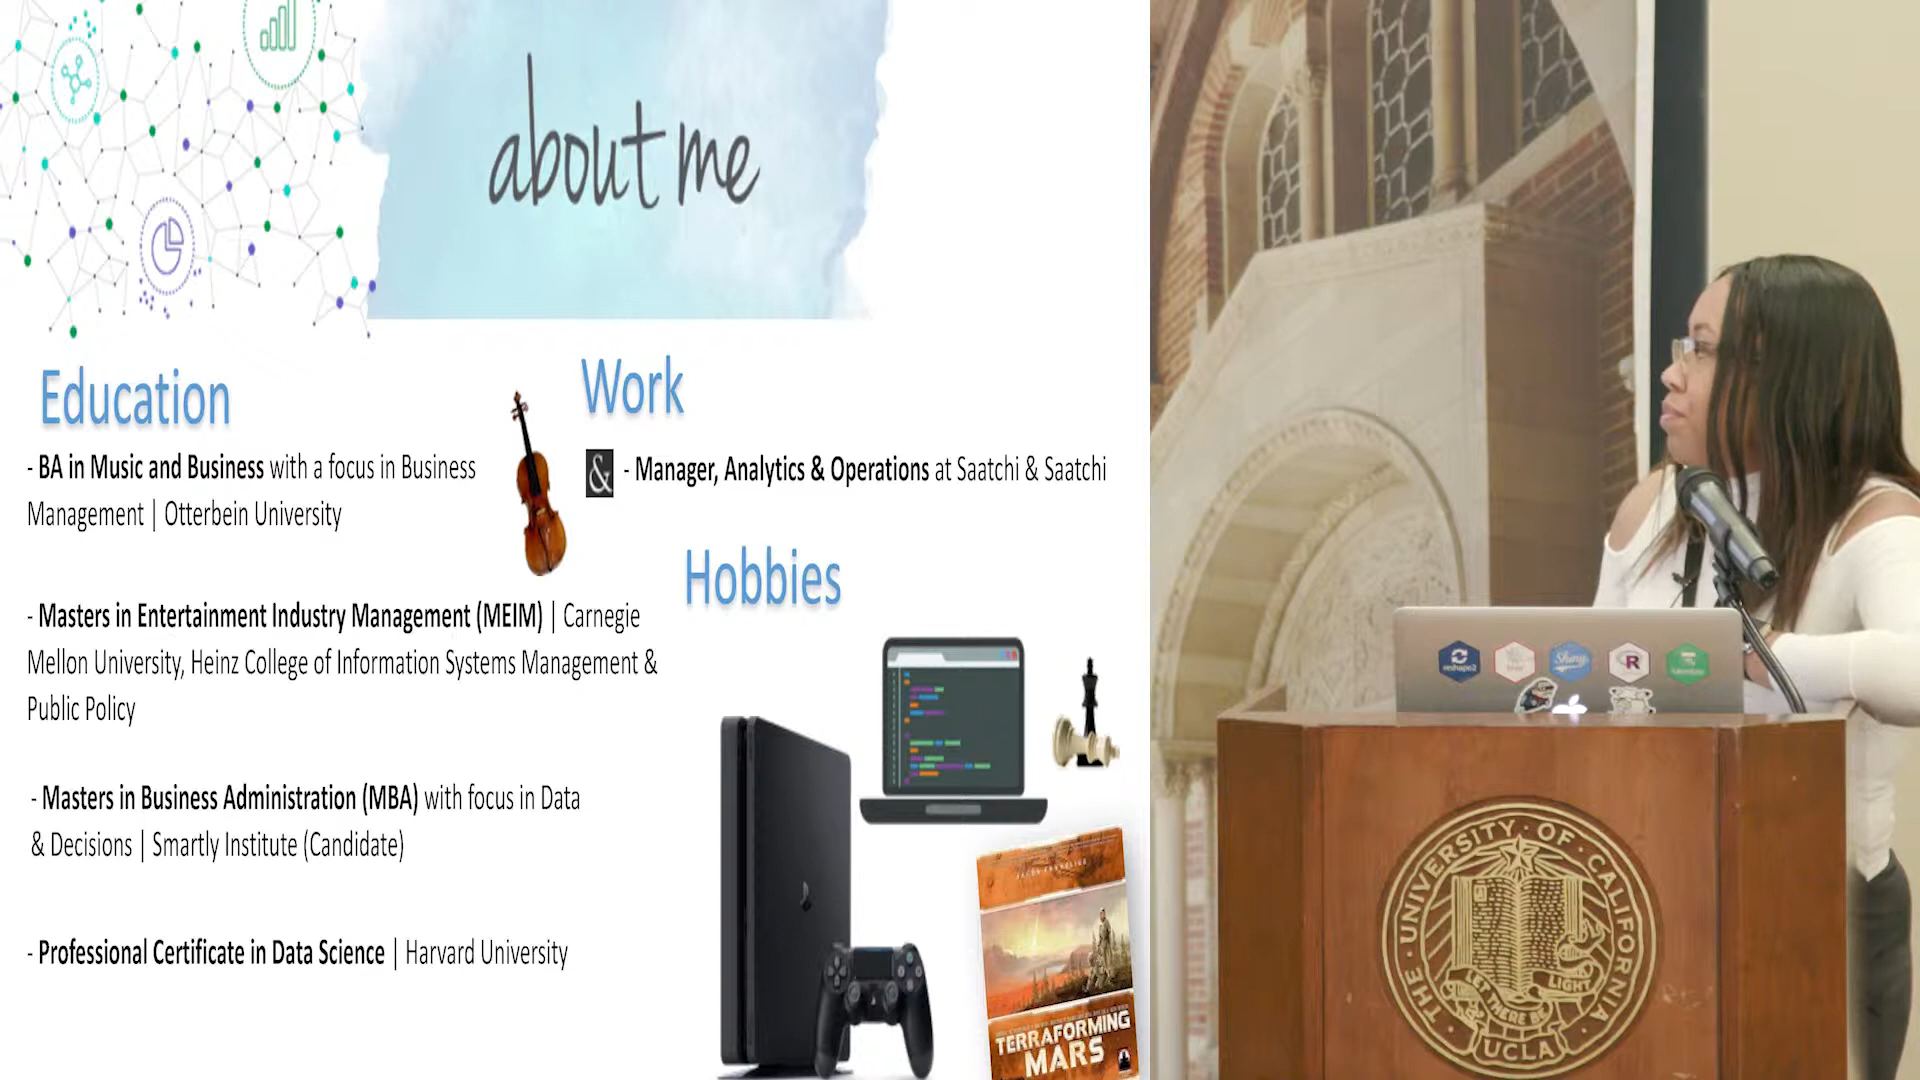 about me
Education
- BA in Music and Business with a focus in Business
Management | Otterbein University
- Masters in Entertainment Industry Management (MEIM) | Carnegie
Mellon University, Heinz College of Information Systems Management &
Public Policy
- Masters in Business Administration (MBA) with focus in Data
& Decisions | Smartly Institute (Candidate)
- Professional Certificate in Data Science | Harvard University
Work
& - Manager, Analytics & Operations at Saatchi & Saatchi
Hobbies
TERRAFORMING
MARS
reshape2
Shiny
R
THE · UNIVERSITY · OF · CALIFORNIA
LET THERE BE
LIGHT
UCLA